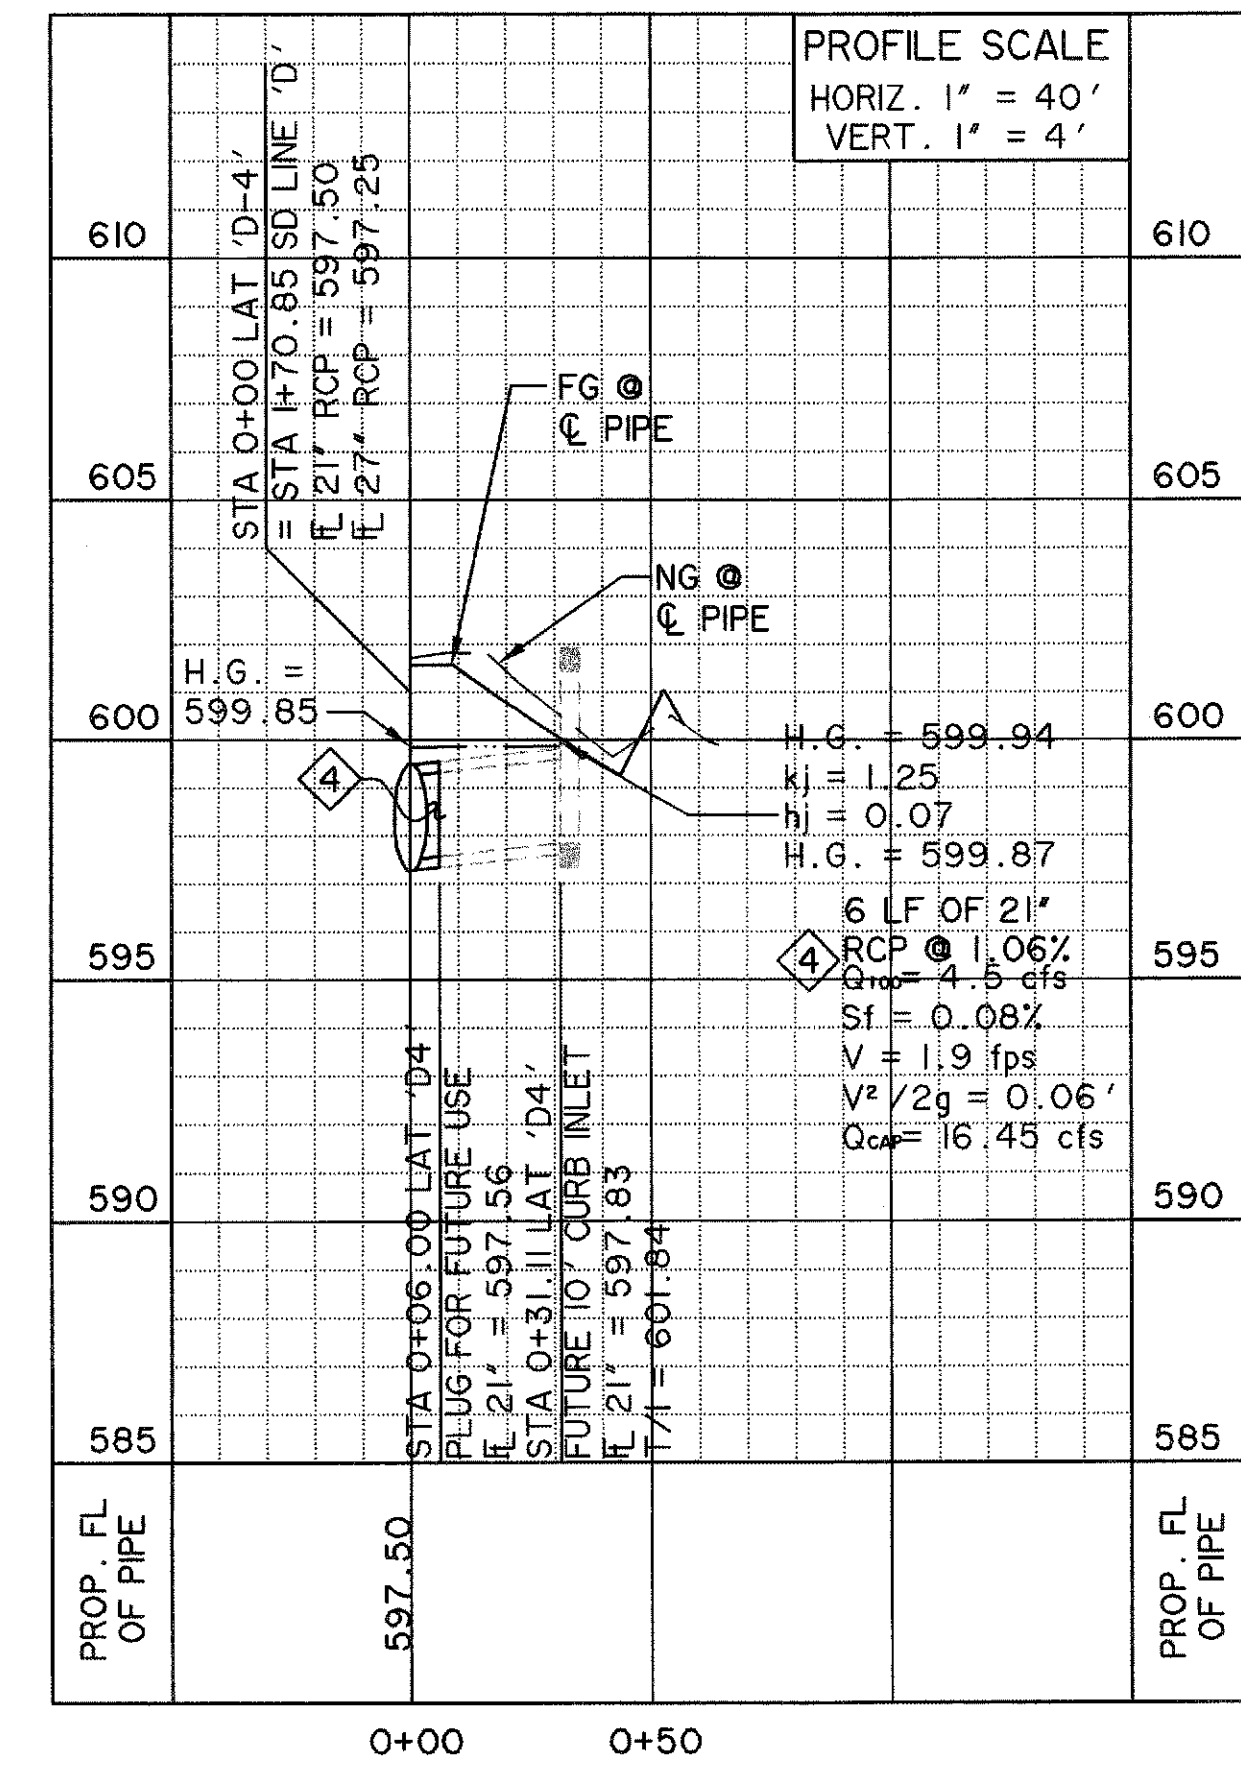 PROFILE SCALE
HORIZ. 1" = 40'
VERT. 1" = 4'
STA 0+00 LAT 'D-4'
= STA 1+70.85 SD LINE 'D'
FL 21" RCP = 597.50
FL 27" RCP = 597.25
610
610
FG @
CL PIPE
605
605
NG @
CL PIPE
H.G. =
599.85
600
600
4
H.G. = 599.94
kj = 1.25
hj = 0.07
H.G. = 599.87
6 LF OF 21"
RCP @ 1.06%
4
Q100= 4.5 cfs
Sf = 0.08%
V = 1.9 fps
V²/2g = 0.06'
QCAP= 16.45 cfs
595
595
STA 0+06.00 LAT 'D4'
PLUG FOR FUTURE USE
FL 21" = 597.56
STA 0+31.11 LAT 'D4'
FUTURE 10' CURB INLET
FL 21" = 597.83
T/I = 601.84
590
590
585
585
PROP. FL
OF PIPE
597.50
PROP. FL
OF PIPE
0+00
0+50